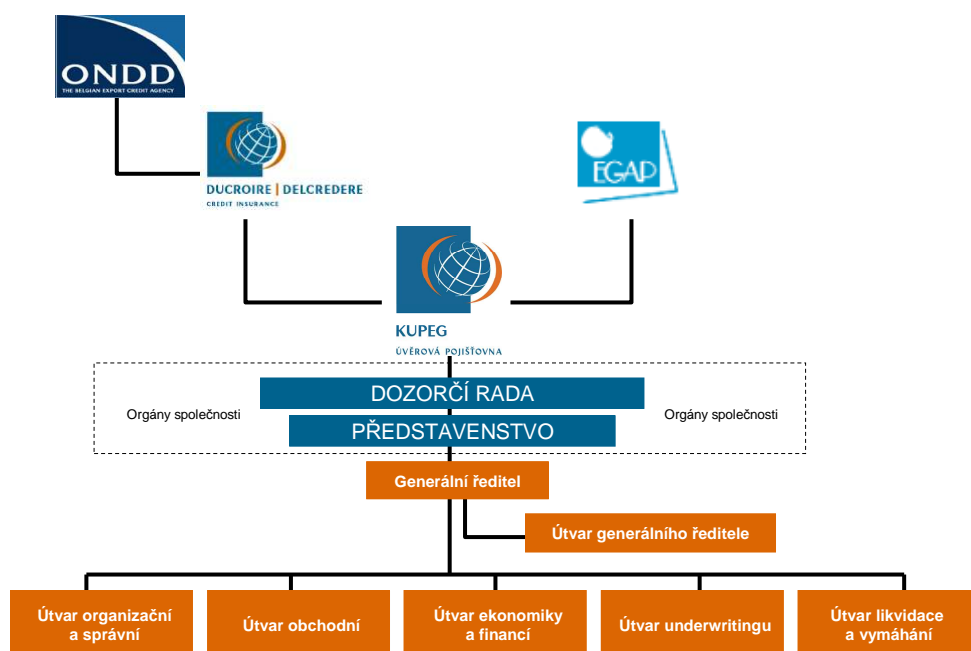 ONDD
THE BELGIAN EXPORT CREDIT AGENCY
DUCROIRE | DELCREDERE
CREDIT INSURANCE
EGAP
KUPEG
ÚVĚROVÁ POJIŠŤOVNA
Orgány společnosti
DOZORČÍ RADA
PŘEDSTAVENSTVO
Orgány společnosti
Generální ředitel
Útvar generálního ředitele
Útvar organizační
a správní
Útvar obchodní
Útvar ekonomiky
a financí
Útvar underwritingu
Útvar likvidace
a vymáhání